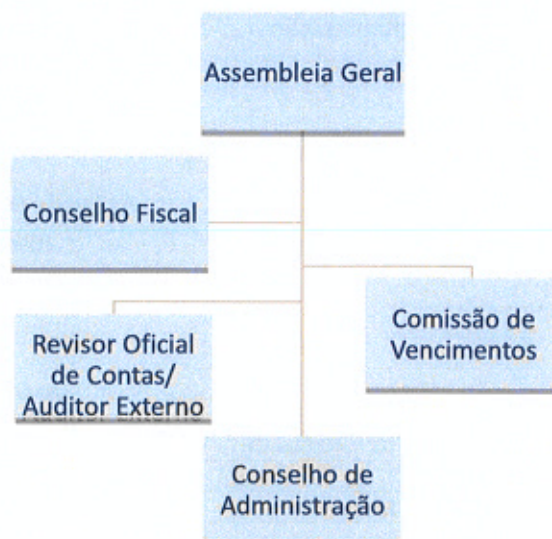 Assembleia Geral
Conselho Fiscal
Comissão de
Vencimentos
Revisor Oficial
de Contas/
Auditor Externo
Conselho de
Administração